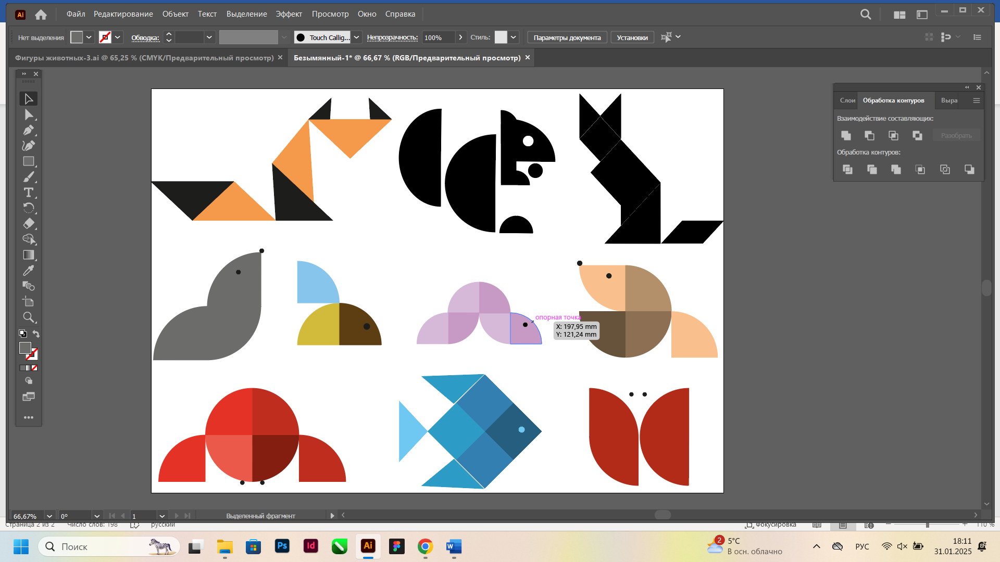 Ai
Файл Редактирование Объект Текст Выделение Эффект Просмотр Окно Справка
Нет выделения
Обводка:
Touch Callig...
Непрозрачность: 100%
Стиль:
Параметры документа
Установки
Фигуры животных-3.ai @ 65,25 % (CMYK/Предварительный просмотр)
Безымянный-1* @ 66,67 % (RGB/Предварительный просмотр)
Слои
Обработка контуров
Выра
Взаимодействие составляющих:
Разобрать
Обработка контуров:
опорная точка
X: 197,95 mm
Y: 121,24 mm
66,67%
0°
1
Выделенный фрагмент
Страница 2 из 2
Число слов: 198
русский
Фокусировка
110 %
Поиск
Ps
Id
Ai
W
2
5°C
В осн. облачно
РУС
18:11
31.01.2025